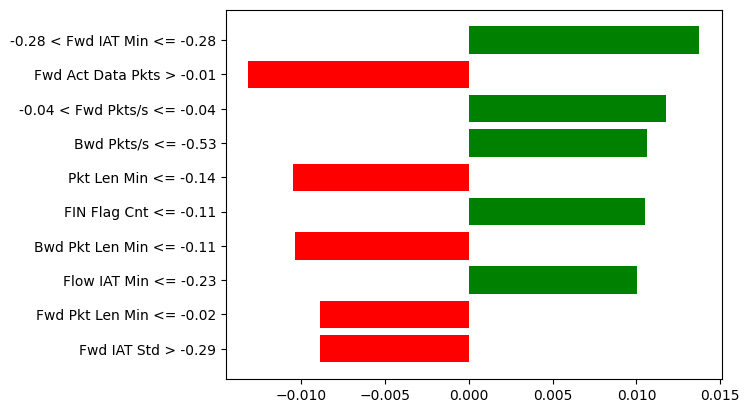 -0.28 < Fwd IAT Min <= -0.28
Fwd Act Data Pkts > -0.01
-0.04 < Fwd Pkts/s <= -0.04
Bwd Pkts/s <= -0.53
Pkt Len Min <= -0.14
FIN Flag Cnt <= -0.11
Bwd Pkt Len Min <= -0.11
Flow IAT Min <= -0.23
Fwd Pkt Len Min <= -0.02
Fwd IAT Std > -0.29
−0.010 −0.005 0.000 0.005 0.010 0.015